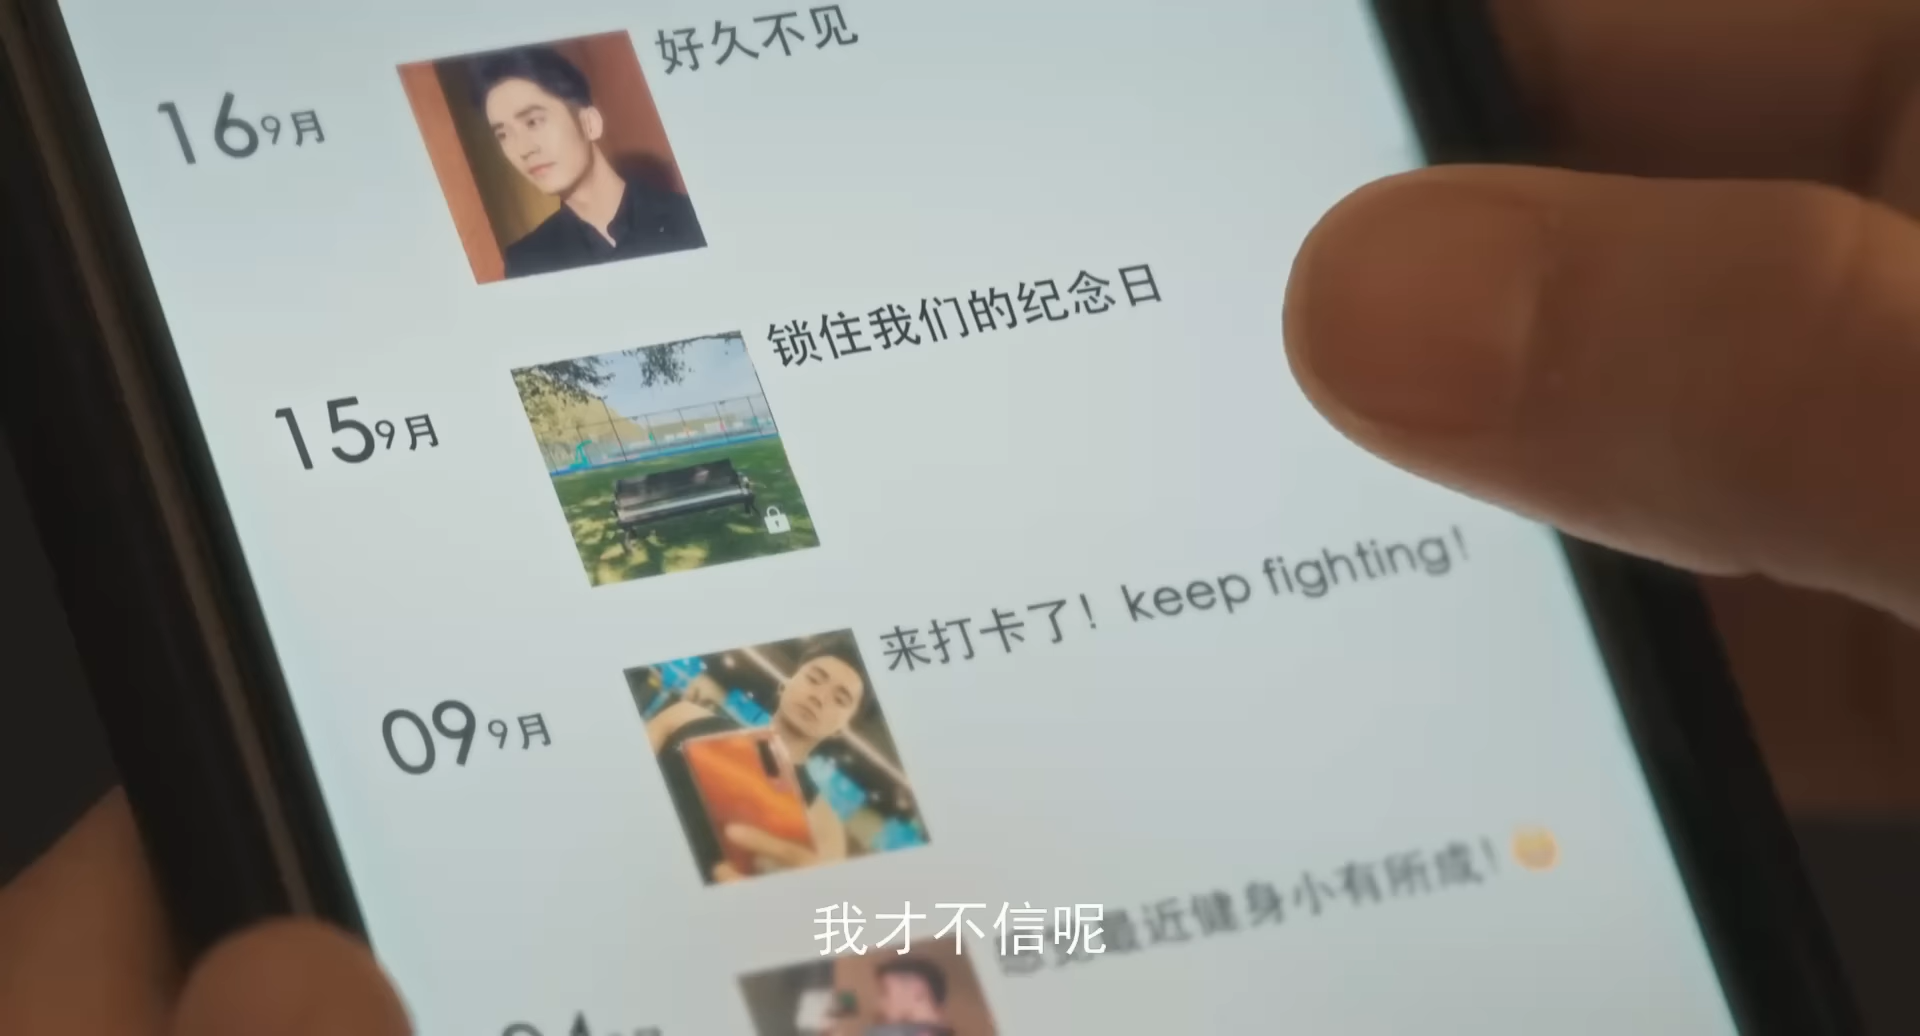 好久不见
16 9月
锁住我们的纪念日
15 9月
来打卡了！keep fighting！
09 9月
最近健身小有所成！
我才不信呢